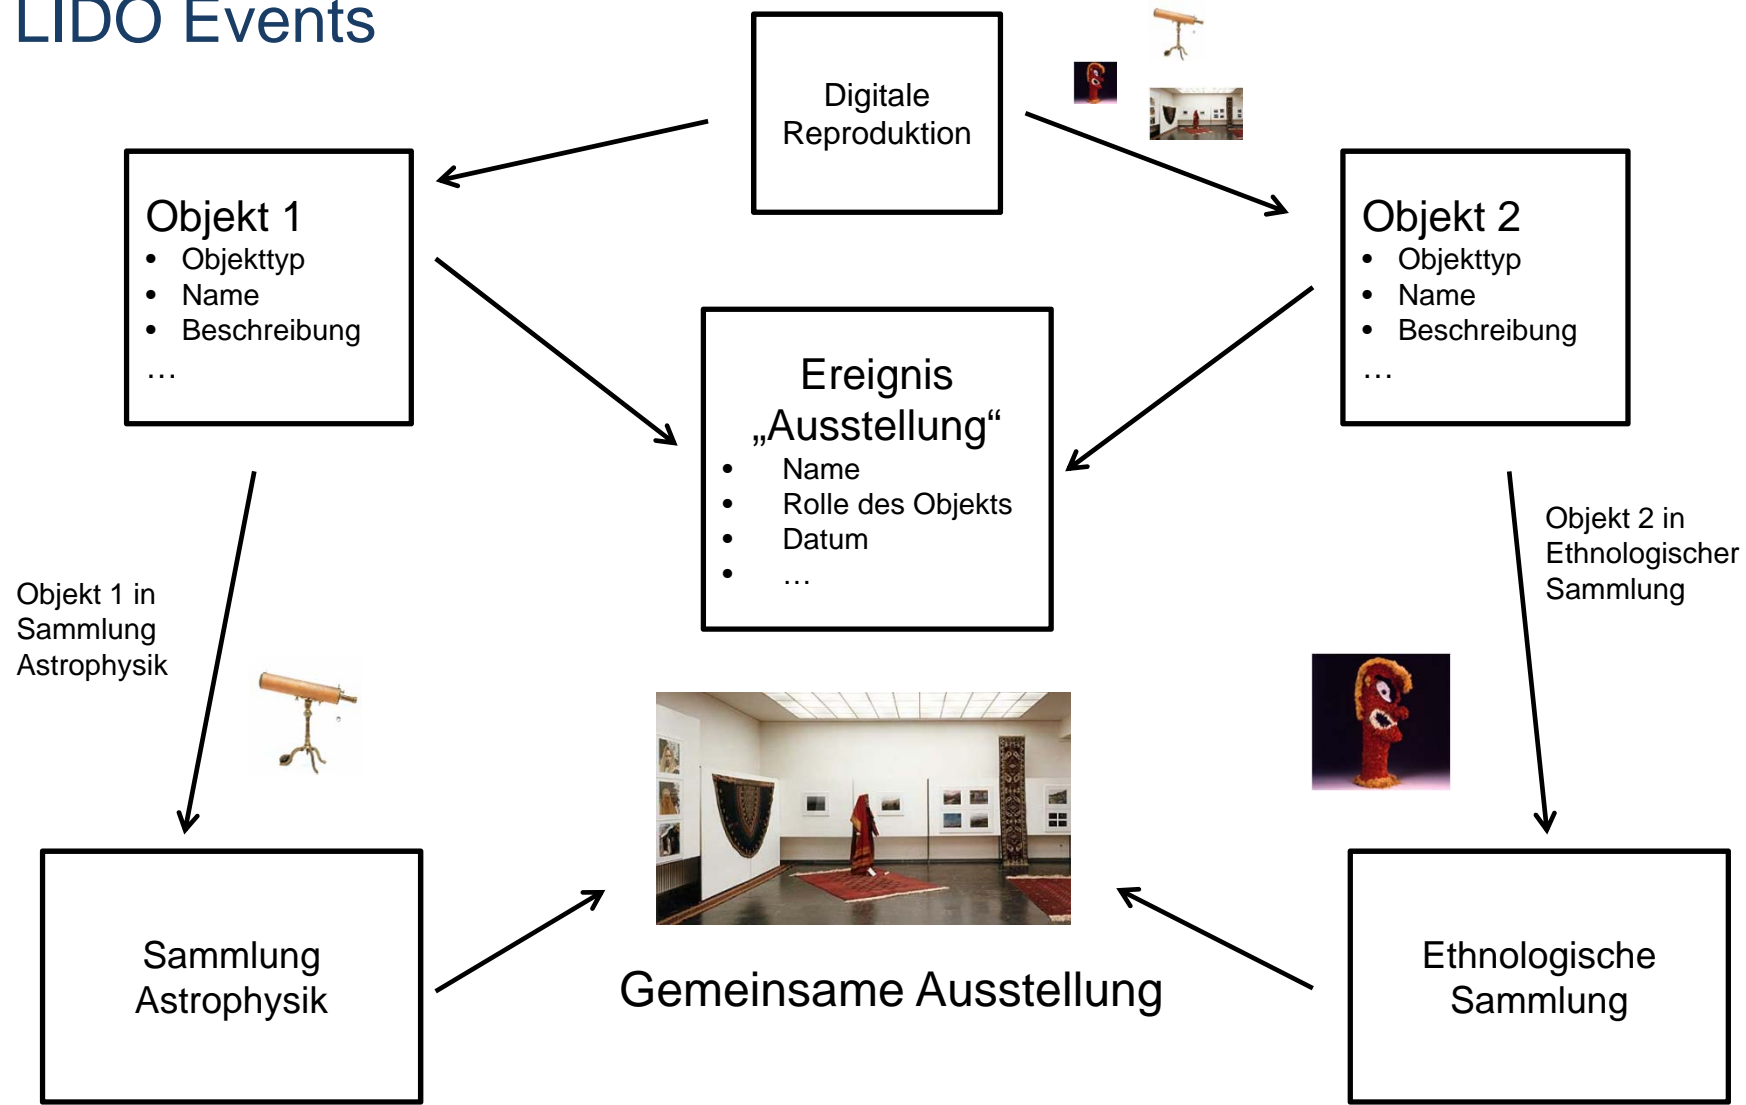 LIDO Events
Digitale
Reproduktion
Objekt 1
• Objekttyp
• Name
• Beschreibung
…
Objekt 2
• Objekttyp
• Name
• Beschreibung
…
Ereignis
„Ausstellung“
• Name
• Rolle des Objekts
• Datum
• …
Objekt 1 in
Sammlung
Astrophysik
Objekt 2 in
Ethnologischer
Sammlung
Sammlung
Astrophysik
Gemeinsame Ausstellung
Ethnologische
Sammlung